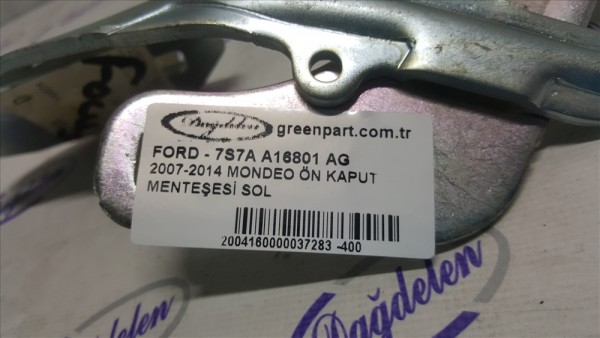 Dağdelen
greenpart.com.tr
FORD - 7S7A A16801 AG
2007-2014 MONDEO ÖN KAPUT
MENTEŞESİ SOL
2004160000037283 -400
Dağdelen